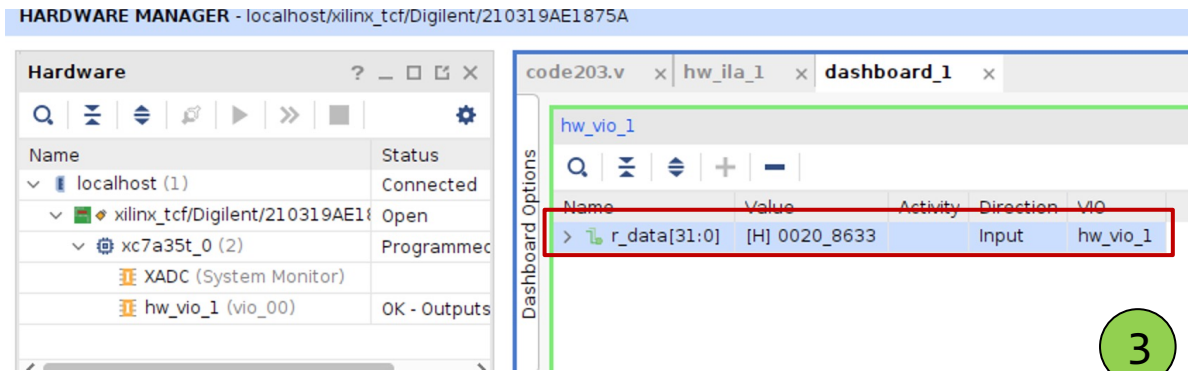 HARDWARE MANAGER - localhost/xilinx_tcf/Digilent/210319AE1875A
Hardware
? _
Name Status
localhost (1) Connected
xilinx_tcf/Digilent/210319AE1 Open
xc7a35t_0 (2) Programmed
XADC (System Monitor)
hw_vio_1 (vio_00) OK - Outputs
code203.v x hw_ila_1 x dashboard_1 x
Dashboard Options
hw_vio_1
Name Value Activity Direction VIO
r_data[31:0] [H] 0020_8633 Input hw_vio_1
3